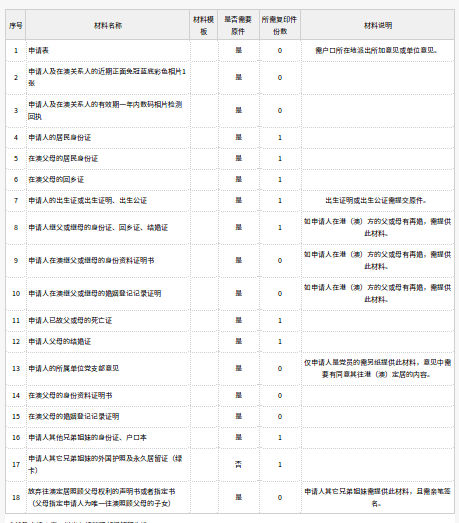 序号 材料名称 材料模板 是否需要原件 所需复印件份数 材料说明
1 申请表 是 0 需户口所在地派出所加意见或单位意见。
2 申请人及在澳关系人的近期正面免冠蓝底彩色相片1
张 是 0
3 申请人及在澳关系人的有效期一年内数码相片检测
回执 是 0
4 申请人的居民身份证 是 1
5 在澳父母的居民身份证 是 1
6 在澳父母的回乡证 是 1
7 申请人的出生证或出生证明、出生公证 是 1 出生证明或出生公证需提交原件。
8 申请人继父或继母的身份证、回乡证、结婚证 是 1 如申请人在港（澳）方的父或母有再婚，需提供
此材料。
9 申请人在澳继父或继母的身份资料证明书 是 0 如申请人在港（澳）方的父或母有再婚，需提供
此材料。
10 申请人在澳继父或继母的婚姻登记记录证明 是 0 如申请人在港（澳）方的父或母有再婚，需提供
此材料。
11 申请人已故父或母的死亡证 是 1
12 申请人父母的结婚证 是 1
13 申请人的所属单位党支部意见 是 0 仅申请人是党员的需另纸提供此材料，意见中需
要有同意其往港（澳）定居的内容。
14 在澳父母的身份资料证明书 是 0
15 在澳父母的婚姻登记记录证明 是 0
16 申请人其他兄弟姐妹的身份证、户口本 是 1
17 申请人其它兄弟姐妹的外国护照及永久居留证（绿
卡） 否 1
18 放弃往澳定居照顾父母权利的声明书或者指定书
（父母指定申请人为唯一往澳照顾父母的子女） 是 0 申请人其它兄弟姐妹需提供此材料，且需亲笔签
名。